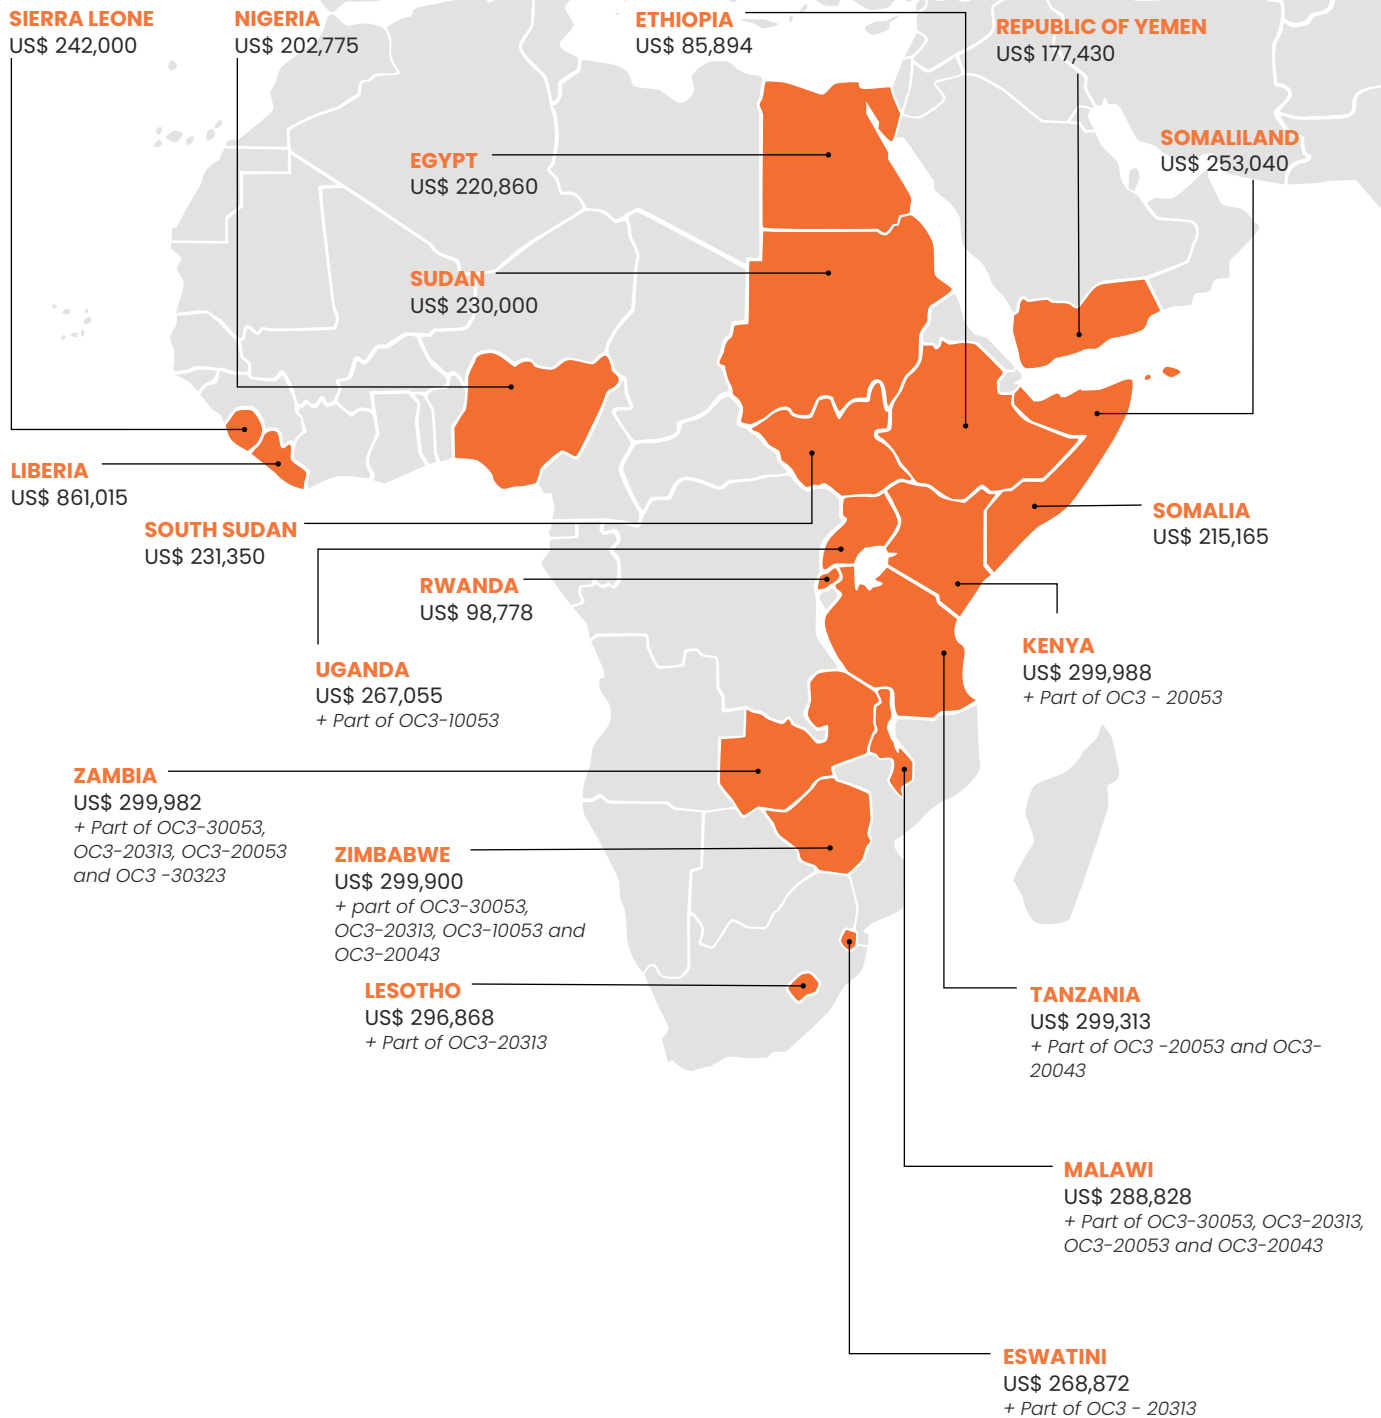 SIERRA LEONE
US$ 242,000
NIGERIA
US$ 202,775
ETHIOPIA
US$ 85,894
REPUBLIC OF YEMEN
US$ 177,430
SOMALILAND
US$ 253,040
EGYPT
US$ 220,860
SUDAN
US$ 230,000
LIBERIA
US$ 861,015
SOUTH SUDAN
US$ 231,350
SOMALIA
US$ 215,165
RWANDA
US$ 98,778
UGANDA
US$ 267,055
+ Part of OC3-10053
KENYA
US$ 299,988
+ Part of OC3 - 20053
ZAMBIA
US$ 299,982
+ Part of OC3-30053,
OC3-20313, OC3-20053
and OC3 -30323
ZIMBABWE
US$ 299,900
+ part of OC3-30053,
OC3-20313, OC3-10053 and
OC3-20043
LESOTHO
US$ 296,868
+ Part of OC3-20313
TANZANIA
US$ 299,313
+ Part of OC3 -20053 and OC3-
20043
MALAWI
US$ 288,828
+ Part of OC3-30053, OC3-20313,
OC3-20053 and OC3-20043
ESWATINI
US$ 268,872
+ Part of OC3 - 20313